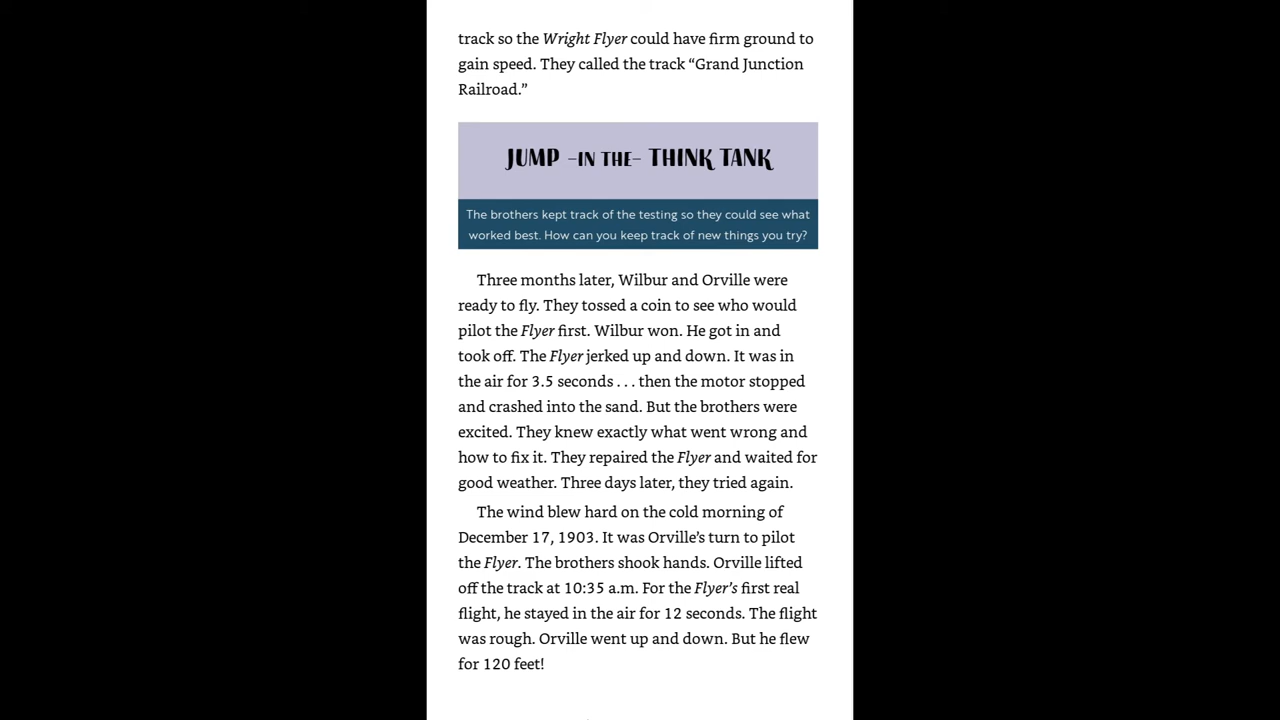 track so the Wright Flyer could have firm ground to
gain speed. They called the track “Grand Junction
Railroad.”
JUMP –IN THE– THINK TANK
The brothers kept track of the testing so they could see what
worked best. How can you keep track of new things you try?
Three months later, Wilbur and Orville were
ready to fly. They tossed a coin to see who would
pilot the Flyer first. Wilbur won. He got in and
took off. The Flyer jerked up and down. It was in
the air for 3.5 seconds . . . then the motor stopped
and crashed into the sand. But the brothers were
excited. They knew exactly what went wrong and
how to fix it. They repaired the Flyer and waited for
good weather. Three days later, they tried again.
The wind blew hard on the cold morning of
December 17, 1903. It was Orville’s turn to pilot
the Flyer. The brothers shook hands. Orville lifted
off the track at 10:35 a.m. For the Flyer’s first real
flight, he stayed in the air for 12 seconds. The flight
was rough. Orville went up and down. But he flew
for 120 feet!